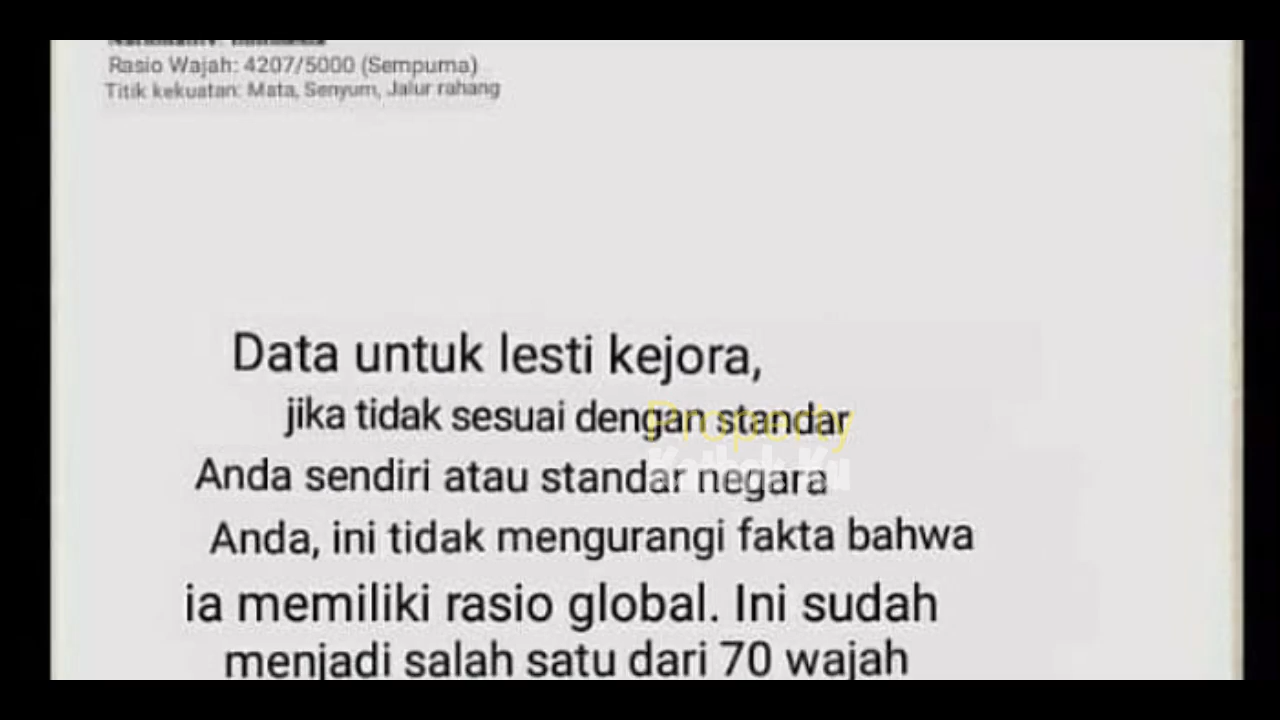 Rasio Wajah: 4207/5000 (Sempurna)
Titik kekuatan: Mata, Senyum, Jalur rahang
Data untuk lesti kejora,
jika tidak sesuai dengan standar
Property
Anda sendiri atau standar negara
Anda, ini tidak mengurangi fakta bahwa
ia memiliki rasio global. Ini sudah
menjadi salah satu dari 70 wajah